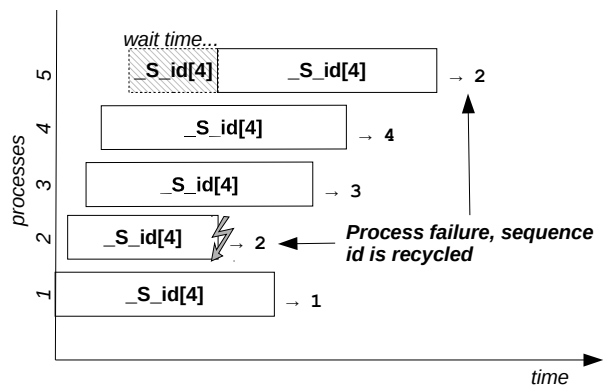 wait time...
5 _S_id[4] _S_id[4] → 2
4 _S_id[4] → 4
3 _S_id[4] → 3
2 _S_id[4] → 2
Process failure, sequence
id is recycled
1 _S_id[4] → 1
processes
time